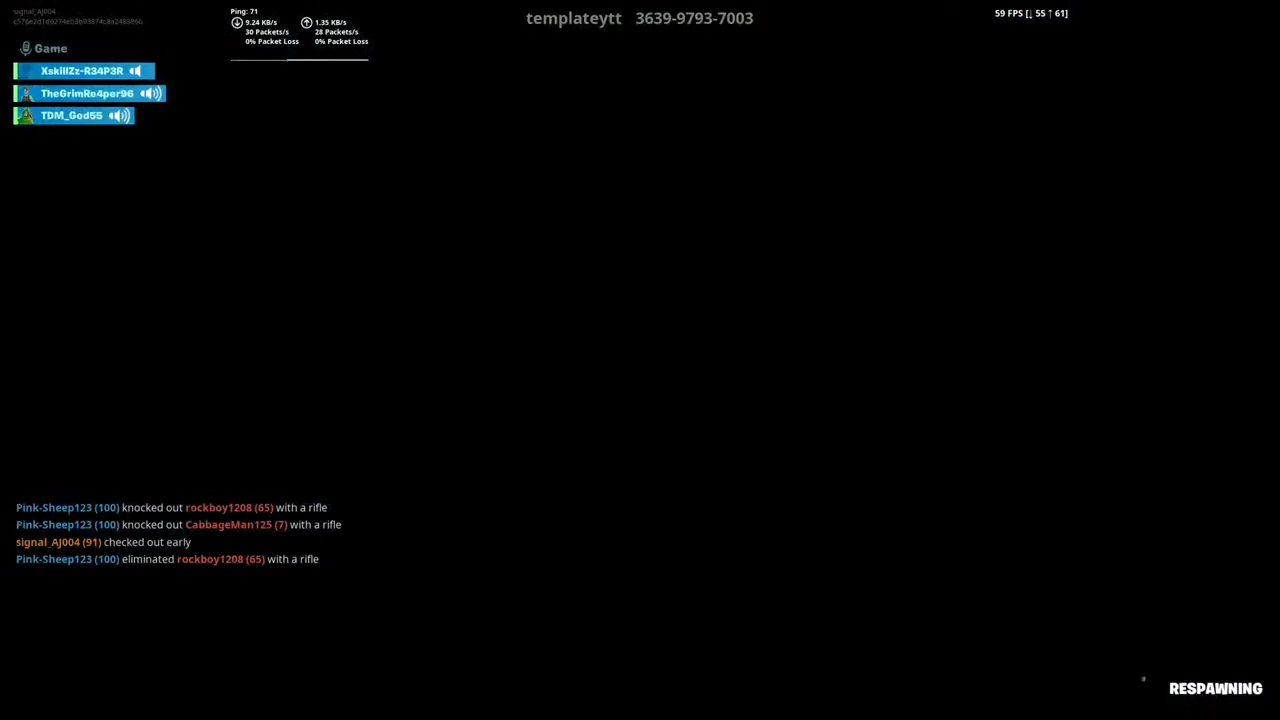 signal_AJ004
Ping: 71
9.24 KB/s
1.35 KB/s
30 Packets/s
28 Packets/s
0% Packet Loss
0% Packet Loss
templateytt 3639-9793-7003
59 FPS [↓ 55 ↑ 61]
Game
XskillZz-R34P3R
TheGrimRe4per96
TDM_God55
Pink-Sheep123 (100) knocked out rockboy1208 (65) with a rifle
Pink-Sheep123 (100) knocked out CabbageMan125 (7) with a rifle
signal_AJ004 (91) checked out early
Pink-Sheep123 (100) eliminated rockboy1208 (65) with a rifle
RESPAWNING